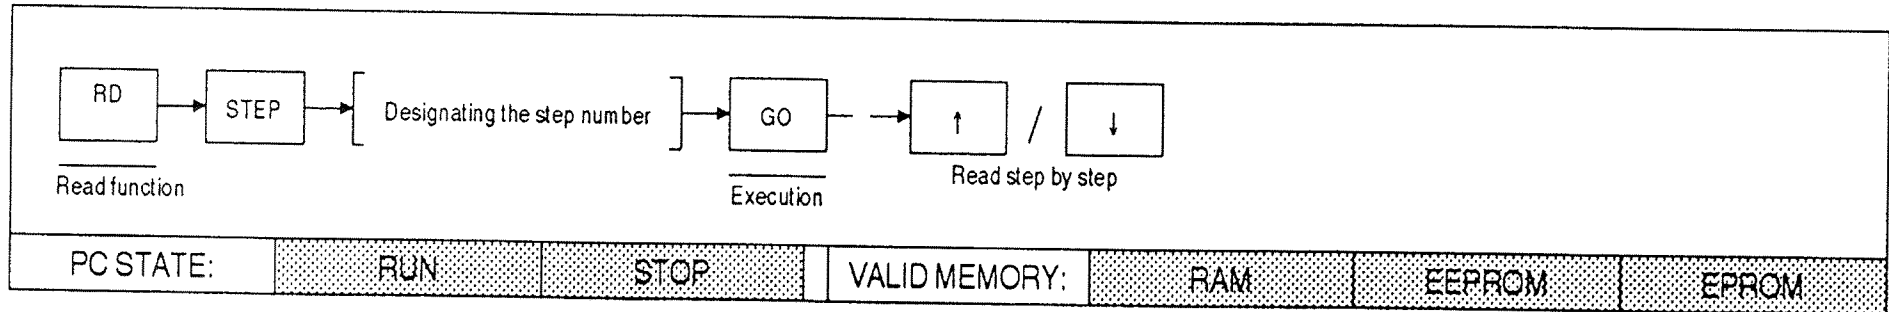 RD STEP Designating the step number GO ↑ / ↓
Read function Execution Read step by step
PC STATE: RUN STOP VALID MEMORY: RAM EEPROM EPROM